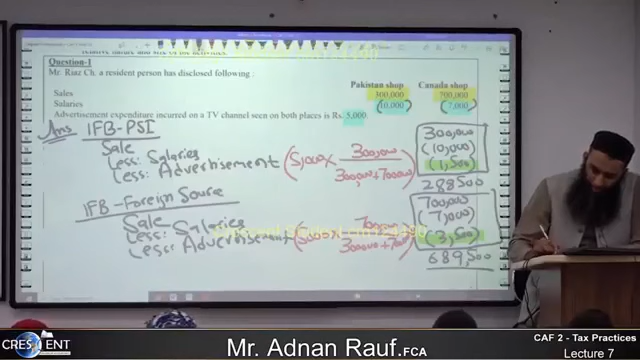 Question-1
Mr. Riaz Ch. a resident person has disclosed following :
Pakistan shop Canada shop
Sales 300,000 700,000
Salaries (10,000) (7,000)
Advertisement expenditure incurred on a TV channel seen on both places is Rs. 5,000.
Ans IFB-PSI
Sale 300,000
Less: Salaries (10,000)
Less: Advertisement (5,000 × 300,000 / 300,000 + 700,000) (1,500)
288500
IFB - Foreign Source
Sale 700,000
Less: Salaries (7,000)
Less: Advertisement (5,000 × 700,000 / 300,000 + 700,000) (3,500)
689,500
CRESCENT
Mr. Adnan Rauf.FCA
CAF 2 - Tax Practices
Lecture 7